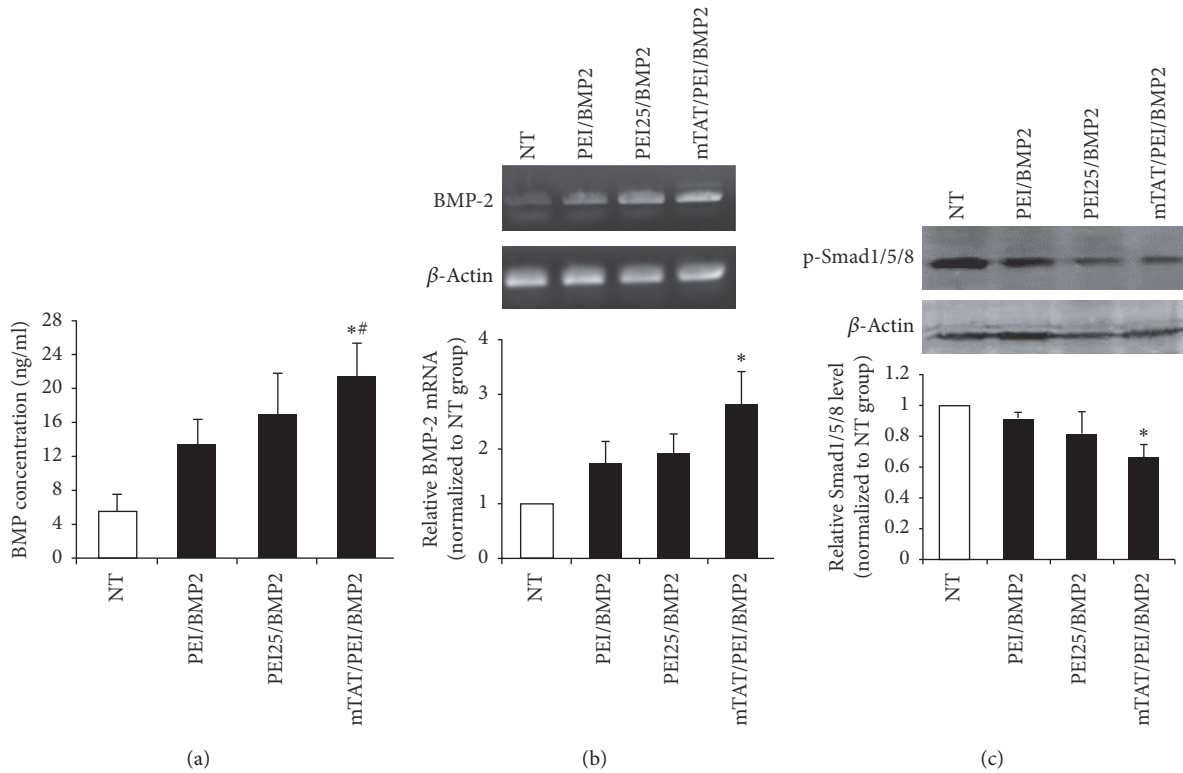 BMP concentration (ng/ml)
28
24
20
16
12
8
4
0
*#
NT
PEI/BMP2
PEI25/BMP2
mTAT/PEI/BMP2
(a)
NT
PEI/BMP2
PEI25/BMP2
mTAT/PEI/BMP2
BMP-2
β-Actin
Relative BMP-2 mRNA
(normalized to NT group)
4
3
2
1
0
*
NT
PEI/BMP2
PEI25/BMP2
mTAT/PEI/BMP2
(b)
NT
PEI/BMP2
PEI25/BMP2
mTAT/PEI/BMP2
p-Smad1/5/8
β-Actin
Relative Smad1/5/8 level
(normalized to NT group)
1.2
1
0.8
0.6
0.4
0.2
0
*
NT
PEI/BMP2
PEI25/BMP2
mTAT/PEI/BMP2
(c)